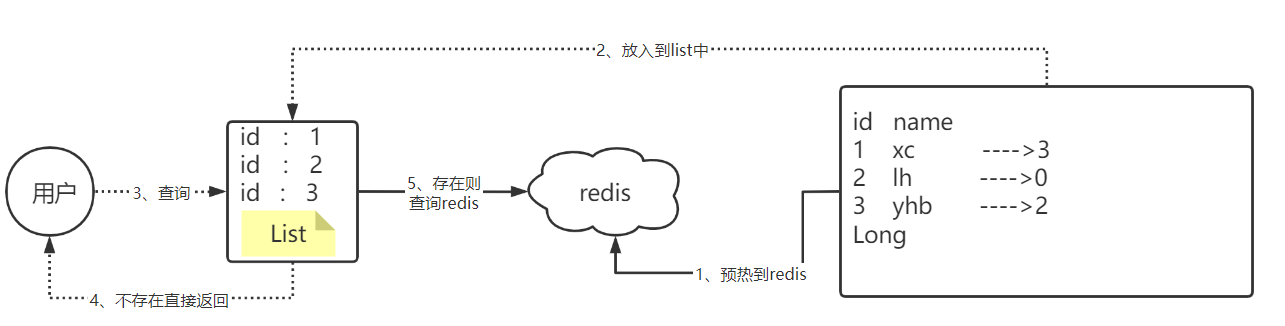 2、放入到list中
用户
3、查询
id : 1
id : 2
id : 3
List
4、不存在直接返回
5、存在则
查询redis
redis
1、预热到redis
id name
1 xc ---->3
2 lh ---->0
3 yhb ---->2
Long